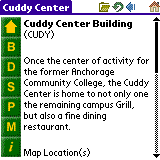 Cuddy Center
Cuddy Center Building
(CUDY)
B
D
S
P
M
i
Once the center of activity for
the former Anchorage
Community College, the Cuddy
Center is home to not only one
the remaining campus Grill,
but also a fine dining
restaurant.
Map Location(s)